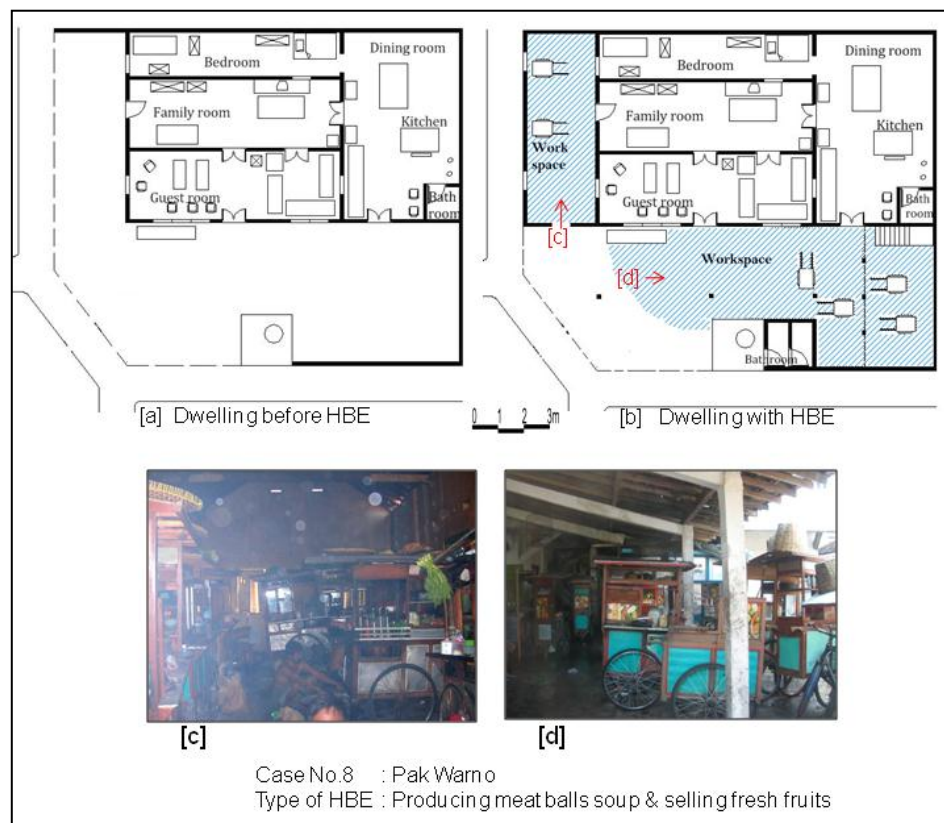 Bedroom
Dining room
Family room
Kitchen
Guest room
Bath
room
[a] Dwelling before HBE
Bedroom
Dining room
Family room
Kitchen
Work
space
Guest room
Bath
room
[c]
[d]
Workspace
Bathroom
0 1 2 3m
[b] Dwelling with HBE
[c]
[d]
Case No.8 : Pak Warno
Type of HBE : Producing meat balls soup & selling fresh fruits